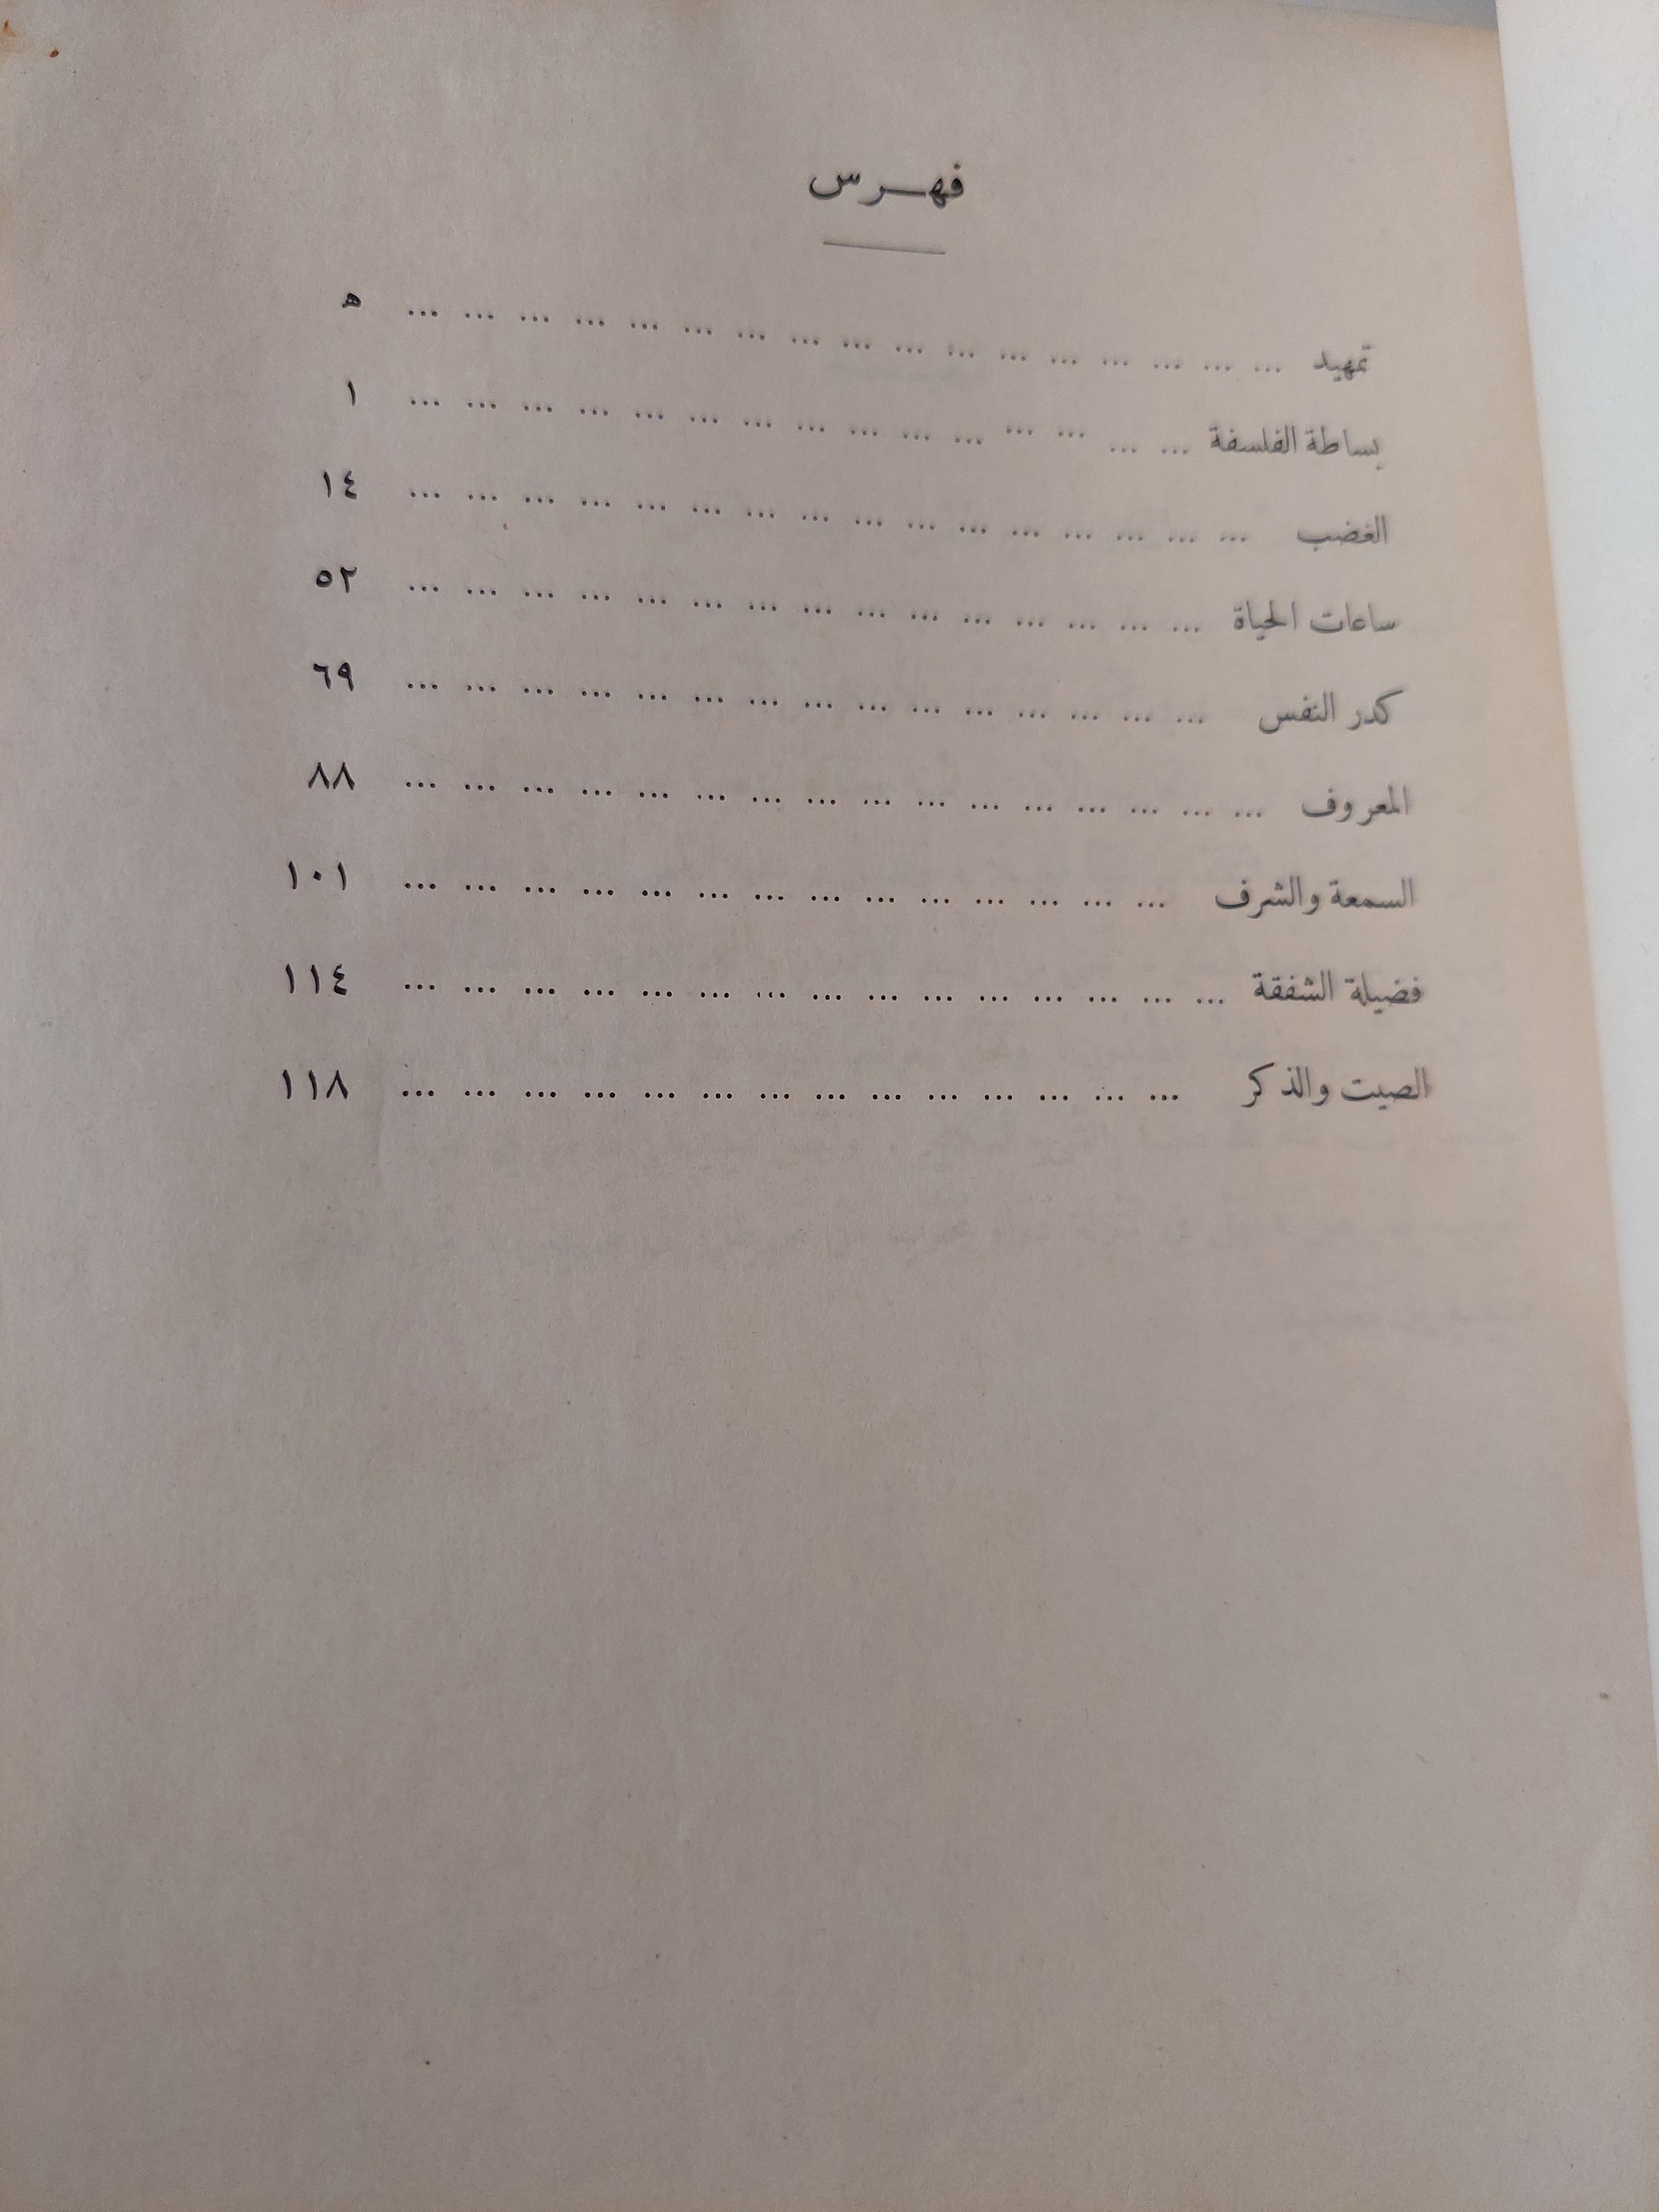 فهرس
تمهيد ... ... ... ... ... ... ... ... ... ... ... ... ... ... ... ... ... ه
بساطة الفلسفة ... ... ... ... ... ... ... ... ... ... ... ... ... ... ... ١
الغضب ... ... ... ... ... ... ... ... ... ... ... ... ... ... ... ... ١٤
ساعات الحياة ... ... ... ... ... ... ... ... ... ... ... ... ... ... ... ٥٢
كدر النفس ... ... ... ... ... ... ... ... ... ... ... ... ... ... ... ٦٩
المعروف ... ... ... ... ... ... ... ... ... ... ... ... ... ... ... ... ٨٨
السمعة والشرف ... ... ... ... ... ... ... ... ... ... ... ... ... ... ١٠١
فضيلة الشفقة ... ... ... ... ... ... ... ... ... ... ... ... ... ... ... ١١٤
الصيت والذكر ... ... ... ... ... ... ... ... ... ... ... ... ... ... ١١٨